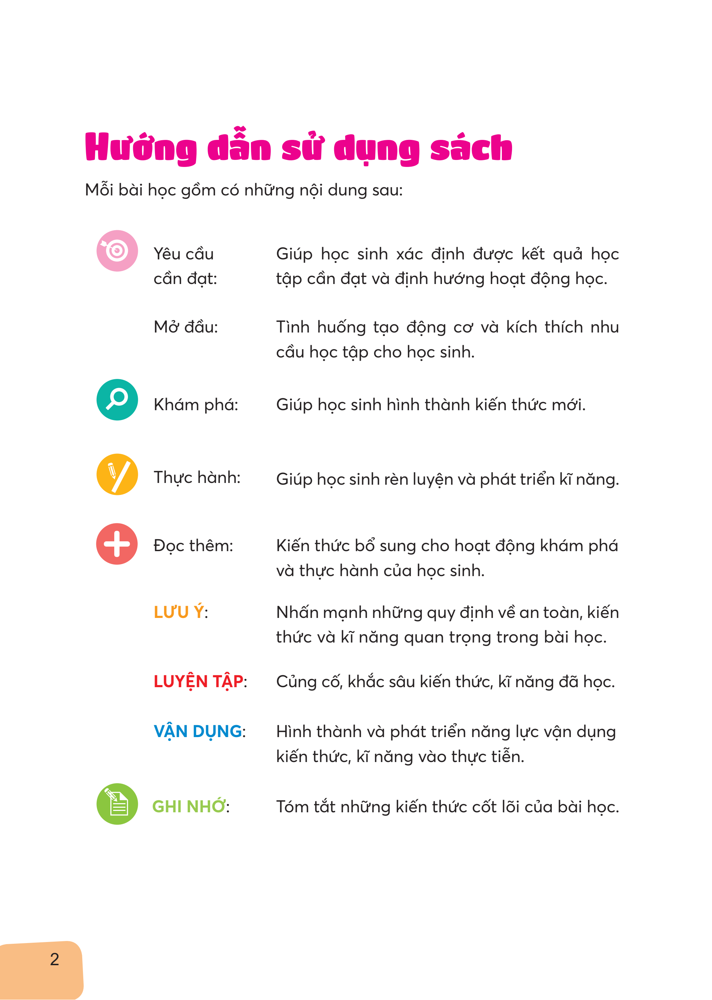 Hướng dẫn sử dụng sách
Mỗi bài học gồm có những nội dung sau:
Yêu cầu
cần đạt:
Giúp học sinh xác định được kết quả học
tập cần đạt và định hướng hoạt động học.
Mở đầu:
Tình huống tạo động cơ và kích thích nhu
cầu học tập cho học sinh.
Khám phá:
Giúp học sinh hình thành kiến thức mới.
Thực hành:
Giúp học sinh rèn luyện và phát triển kĩ năng.
Đọc thêm:
Kiến thức bổ sung cho hoạt động khám phá
và thực hành của học sinh.
LƯU Ý:
Nhấn mạnh những quy định về an toàn, kiến
thức và kĩ năng quan trọng trong bài học.
LUYỆN TẬP:
Củng cố, khắc sâu kiến thức, kĩ năng đã học.
VẬN DỤNG:
Hình thành và phát triển năng lực vận dụng
kiến thức, kĩ năng vào thực tiễn.
GHI NHỚ:
Tóm tắt những kiến thức cốt lõi của bài học.
2